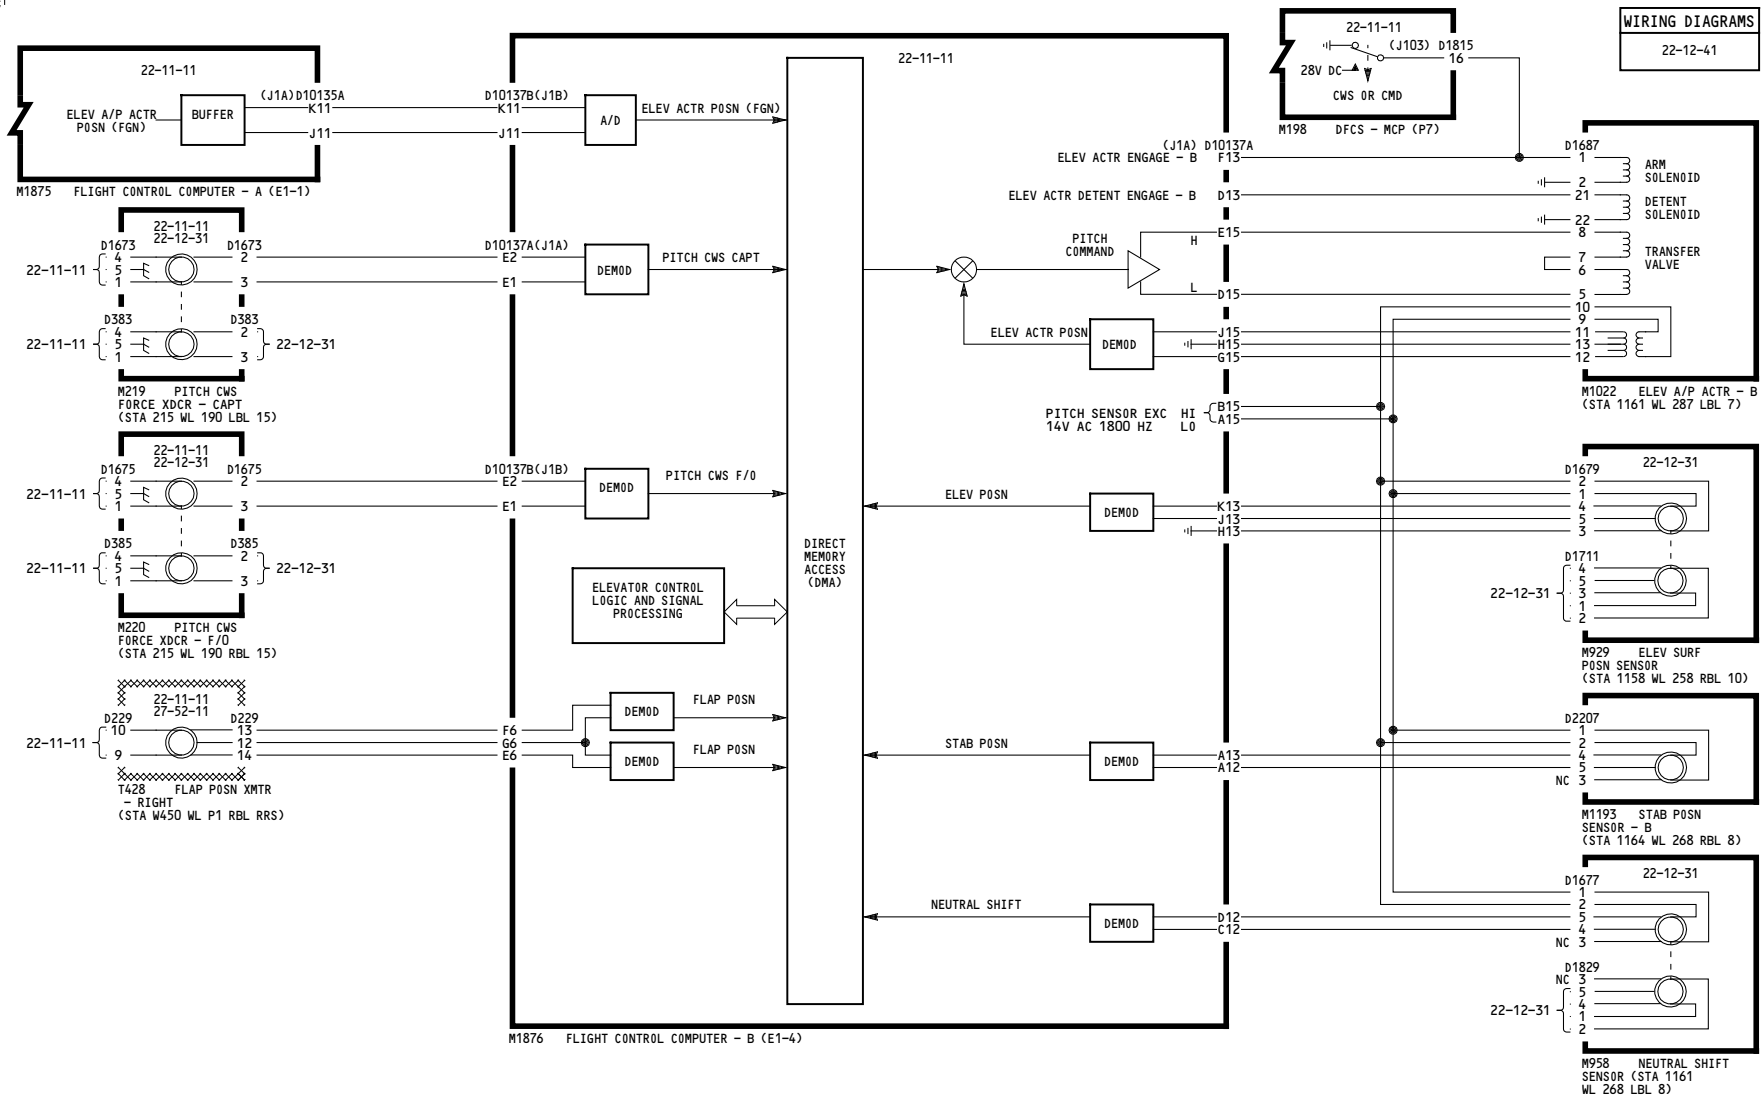 WIRING DIAGRAMS
22-12-41
22-11-11
ELEV A/P ACTR
POSN (FGN)
BUFFER
(J1A) D10135A
K11
J11
M1875 FLIGHT CONTROL COMPUTER - A (E1-1)
D10137B(J1B)
K11
J11
A/D
ELEV ACTR POSN (FGN)
22-11-11
22-11-11
22-12-31
D1673
4
5
1
22-11-11
D1673
2
3
D383
4
5
1
22-11-11
D383
2
3
22-12-31
M219 PITCH CWS
FORCE XDCR - CAPT
(STA 215 WL 190 LBL 15)
D10137A(J1A)
E2
E1
DEMOD
PITCH CWS CAPT
22-11-11
22-12-31
D1675
4
5
1
22-11-11
D1675
2
3
D385
4
5
1
22-11-11
D385
2
3
22-12-31
M220 PITCH CWS
FORCE XDCR - F/O
(STA 215 WL 190 RBL 15)
D10137B(J1B)
E2
E1
DEMOD
PITCH CWS F/O
ELEVATOR CONTROL
LOGIC AND SIGNAL
PROCESSING
DIRECT
MEMORY
ACCESS
(DMA)
22-11-11
27-52-11
D229
10
9
22-11-11
D229
13
12
14
T428 FLAP POSN XMTR
- RIGHT
(STA W450 WL P1 RBL RRS)
F6
G6
E6
DEMOD
FLAP POSN
DEMOD
FLAP POSN
M1876 FLIGHT CONTROL COMPUTER - B (E1-4)
22-11-11
(J103) D1815
16
28V DC
CWS OR CMD
M198 DFCS - MCP (P7)
(J1A) D10137A
ELEV ACTR ENGAGE - B F13
ELEV ACTR DETENT ENGAGE - B D13
PITCH
COMMAND
H
E15
L
D15
ELEV ACTR POSN
DEMOD
J15
H15
G15
PITCH SENSOR EXC HI
14V AC 1800 HZ LO
B15
A15
ELEV POSN
DEMOD
K13
J13
H13
STAB POSN
DEMOD
A13
A12
NEUTRAL SHIFT
DEMOD
D12
C12
D1687
1
2
21
22
8
7
6
5
10
9
11
13
12
ARM
SOLENOID
DETENT
SOLENOID
TRANSFER
VALVE
M1022 ELEV A/P ACTR - B
(STA 1161 WL 287 LBL 7)
22-12-31
D1679
2
1
4
5
3
D1711
4
5
3
1
2
22-12-31
M929 ELEV SURF
POSN SENSOR
(STA 1158 WL 258 RBL 10)
D2207
1
2
4
5
NC 3
M1193 STAB POSN
SENSOR - B
(STA 1164 WL 268 RBL 8)
22-12-31
D1677
1
2
5
4
NC 3
D1829
NC 3
5
4
1
2
22-12-31
M958 NEUTRAL SHIFT
SENSOR (STA 1161
WL 268 LBL 8)